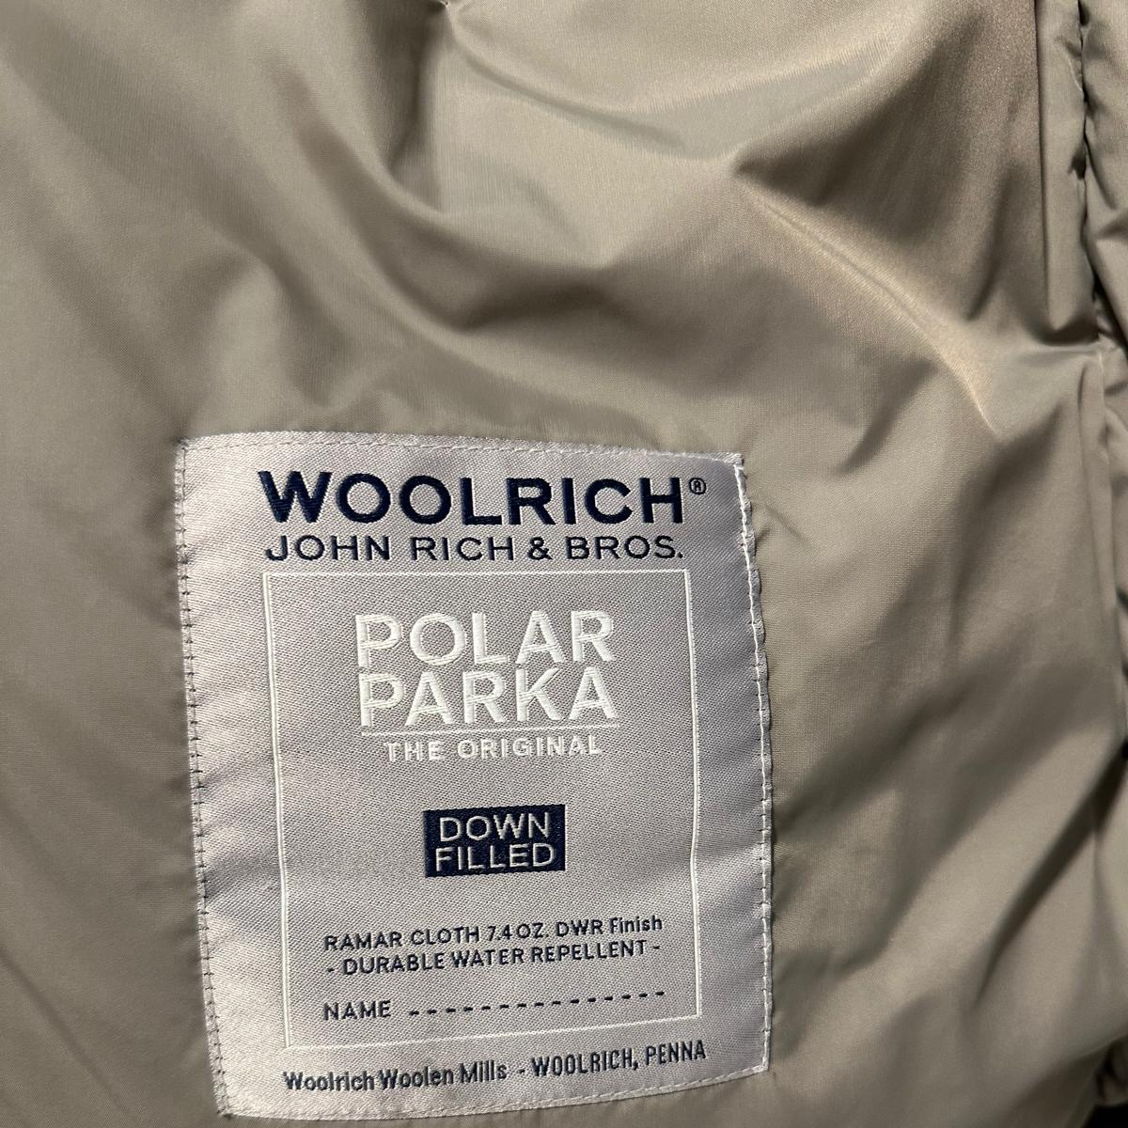 WOOLRICH®
JOHN RICH & BROS.
POLAR
PARKA
THE ORIGINAL
DOWN
FILLED
RAMAR CLOTH 7.4 OZ. DWR Finish
- DURABLE WATER REPELLENT -
NAME ---------------
Woolrich Woolen Mills - WOOLRICH, PENNA